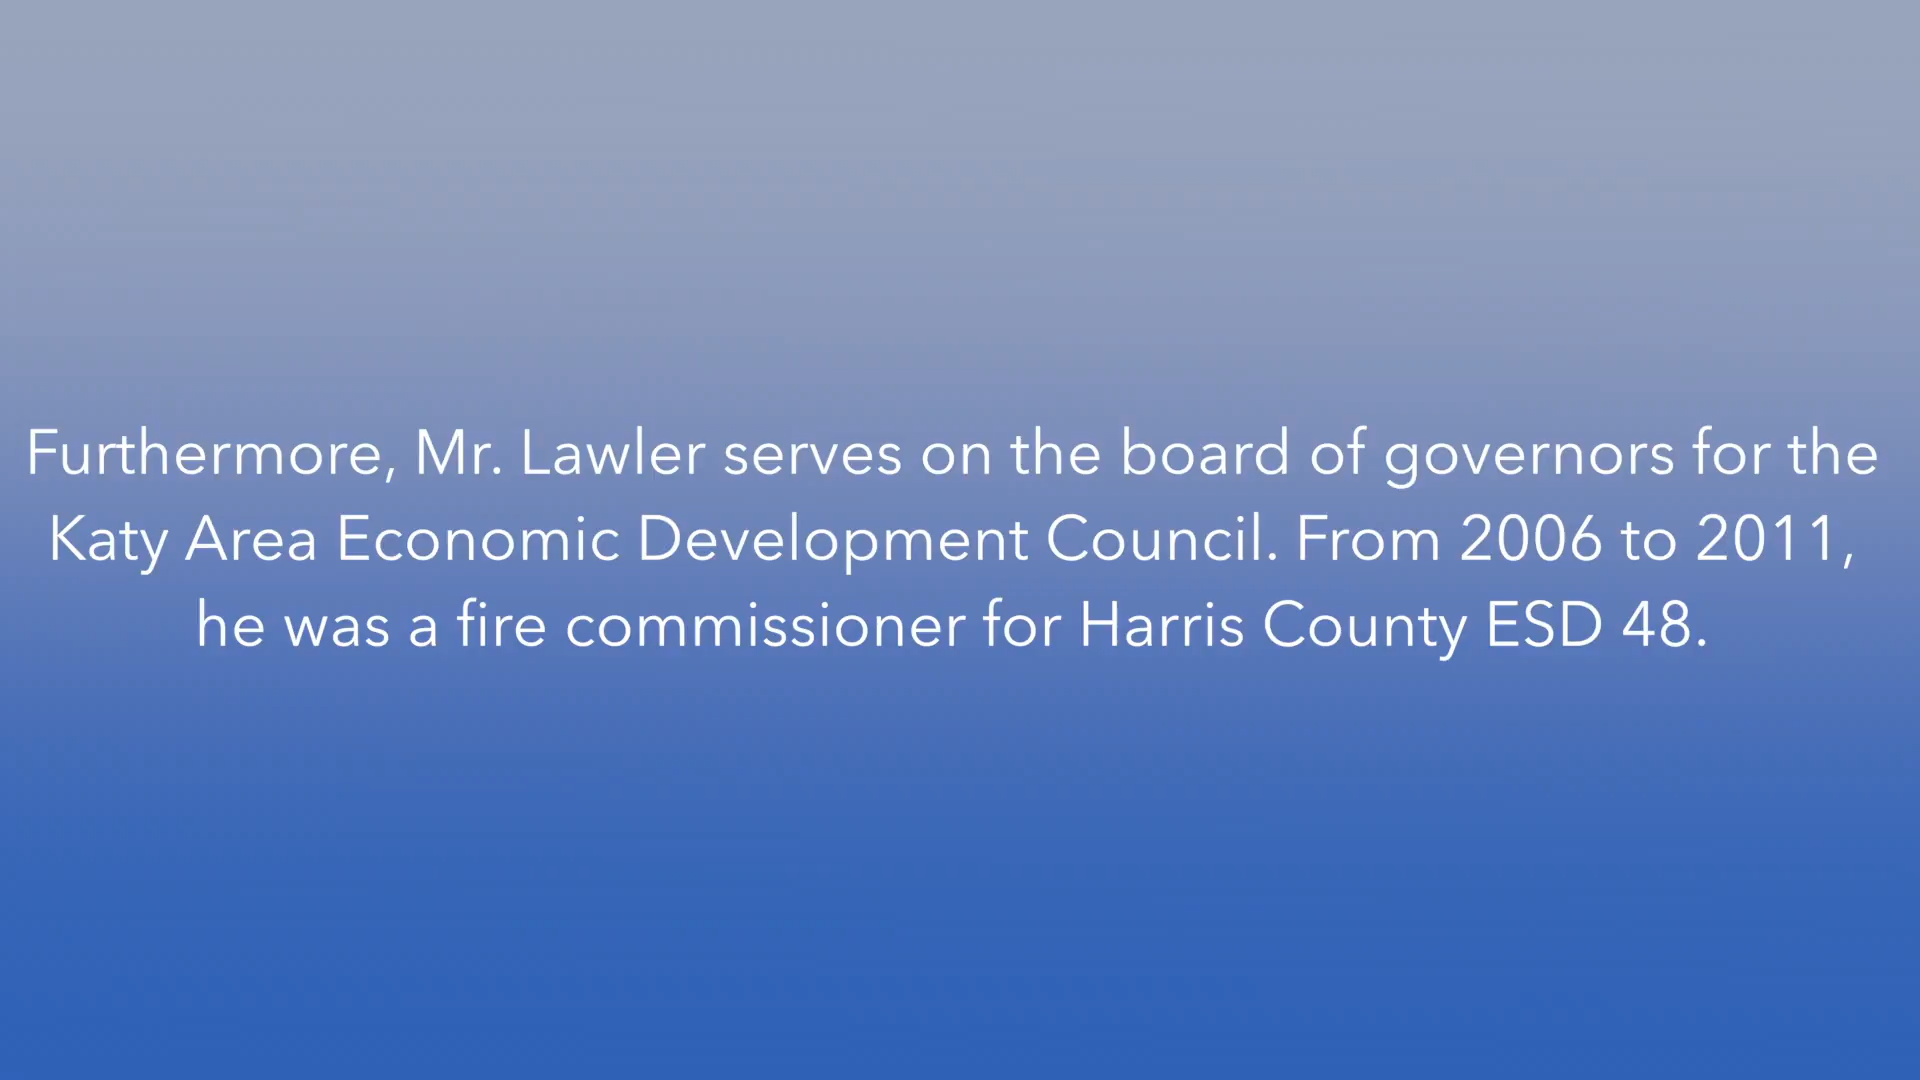 Furthermore, Mr. Lawler serves on the board of governors for the
Katy Area Economic Development Council. From 2006 to 2011,
he was a fire commissioner for Harris County ESD 48.